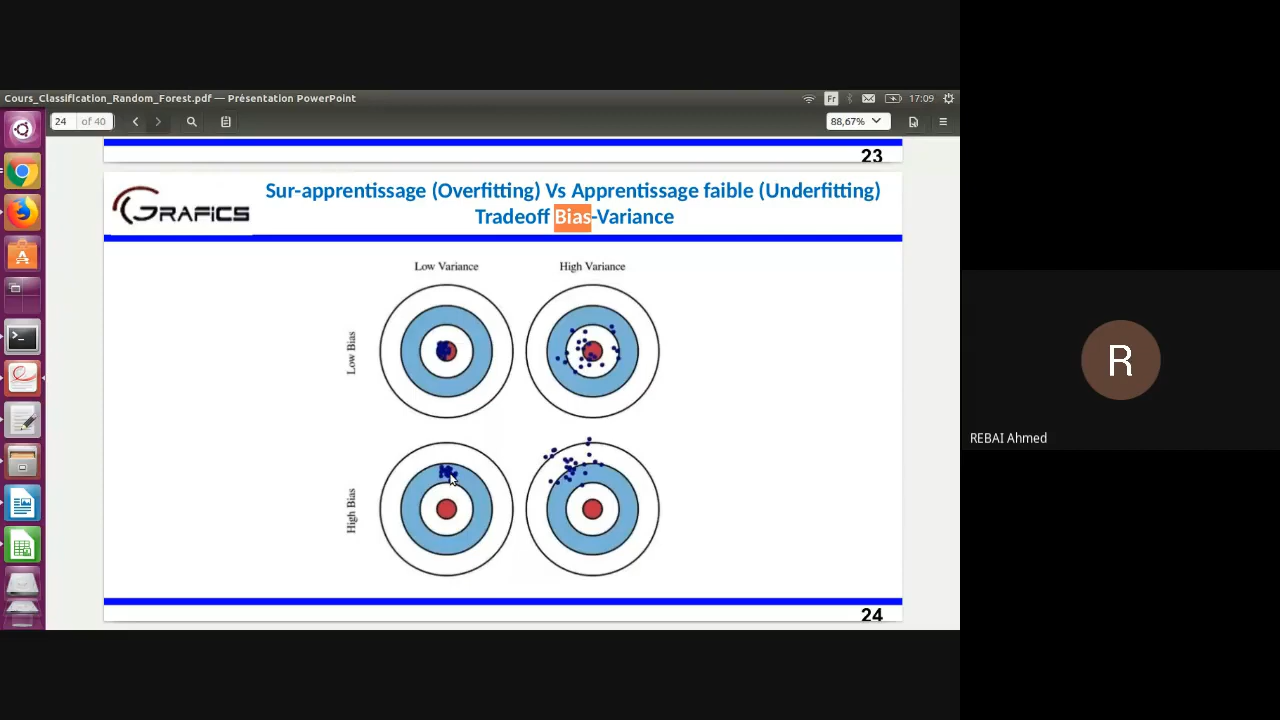 Cours_Classification_Random_Forest.pdf — Présentation PowerPoint
Fr
17:09
24 of 40
88,67%
23
GRAFICS
Sur-apprentissage (Overfitting) Vs Apprentissage faible (Underfitting)
Tradeoff Bias-Variance
Low Variance High Variance
Low Bias
High Bias
24
R
REBAI Ahmed